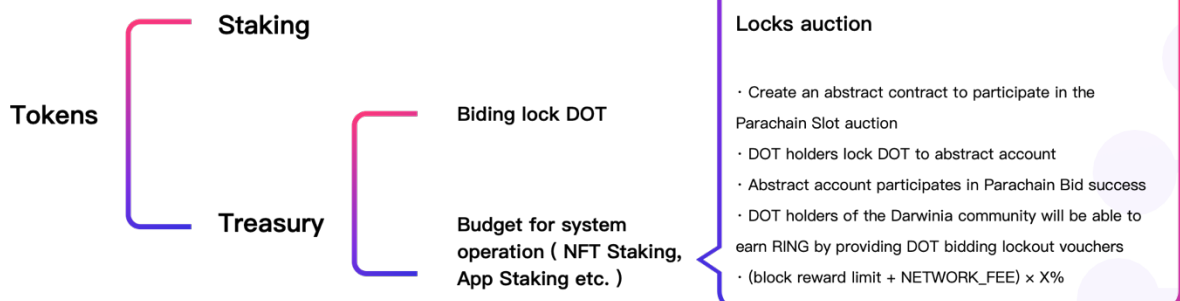 Staking
Tokens
Treasury
Biding lock DOT
Budget for system
operation ( NFT Staking,
App Staking etc. )
Locks auction
· Create an abstract contract to participate in the
Parachain Slot auction
· DOT holders lock DOT to abstract account
· Abstract account participates in Parachain Bid success
· DOT holders of the Darwinia community will be able to
earn RING by providing DOT bidding lockout vouchers
· (block reward limit + NETWORK_FEE) × X%